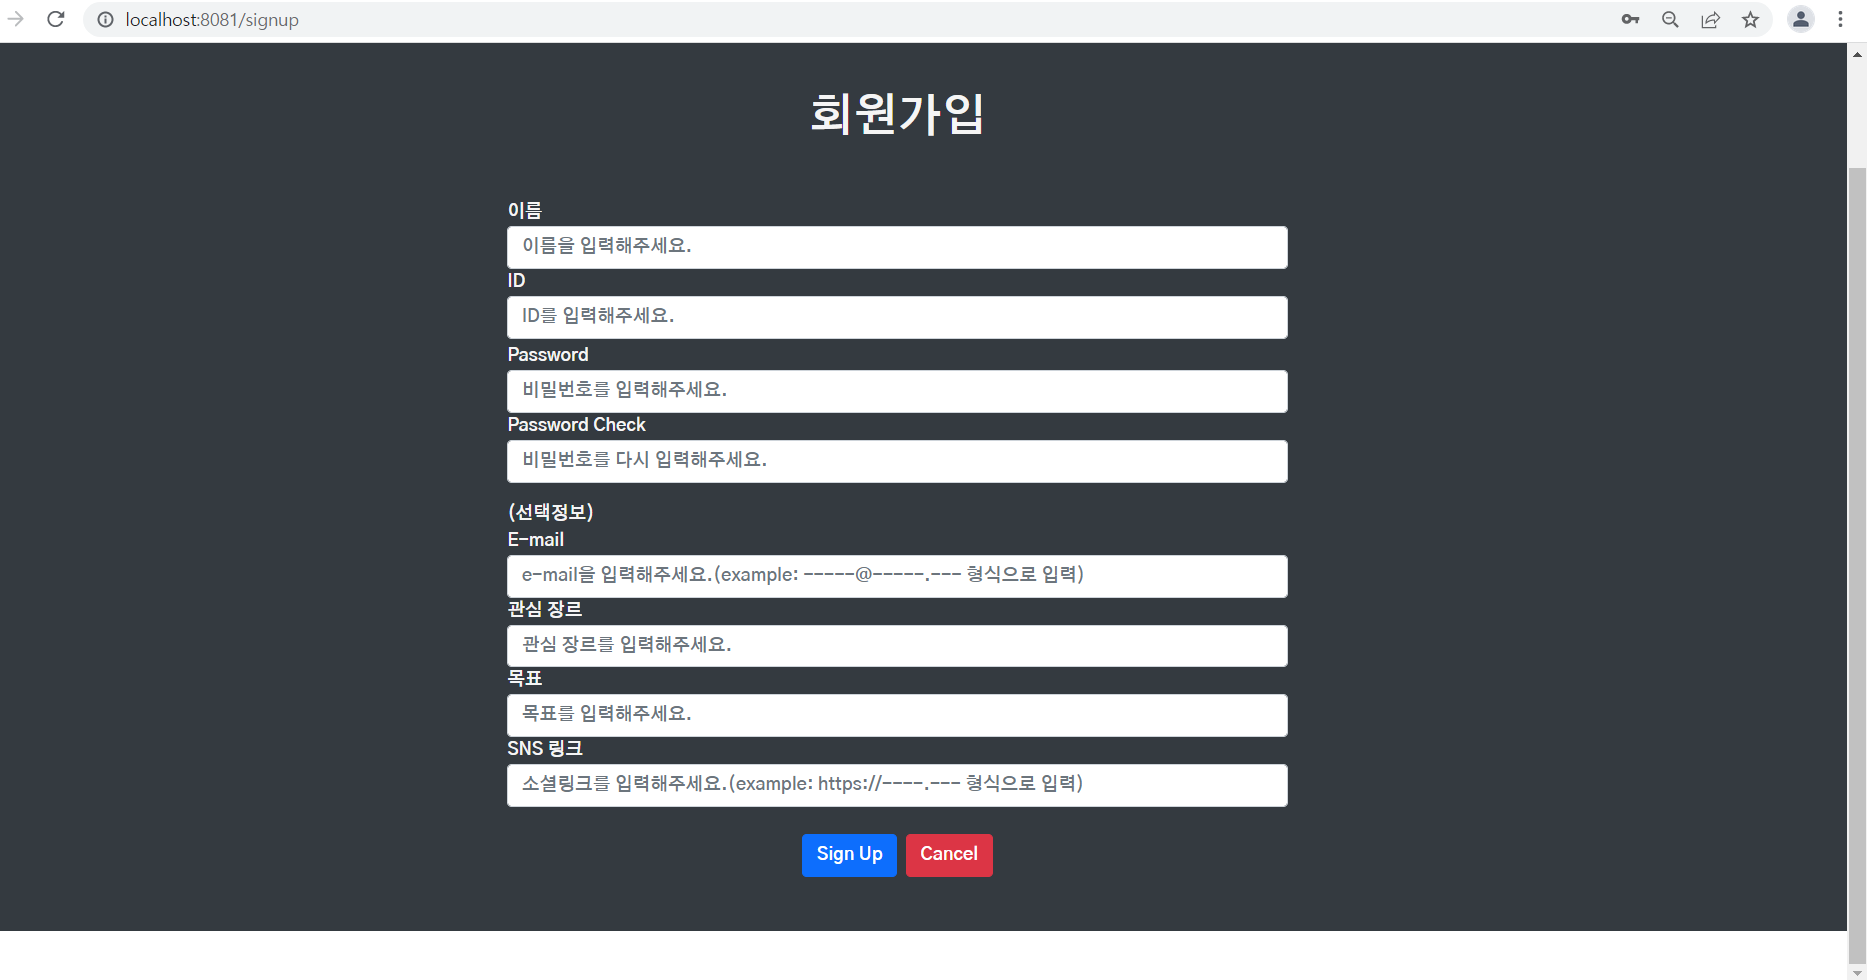 localhost:8081/signup
회원가입
이름
이름을 입력해주세요.
ID
ID를 입력해주세요.
Password
비밀번호를 입력해주세요.
Password Check
비밀번호를 다시 입력해주세요.
(선택정보)
E-mail
e-mail을 입력해주세요.(example: -----@-----.--- 형식으로 입력)
관심 장르
관심 장르를 입력해주세요.
목표
목표를 입력해주세요.
SNS 링크
소셜링크를 입력해주세요.(example: https://----.--- 형식으로 입력)
Sign Up Cancel